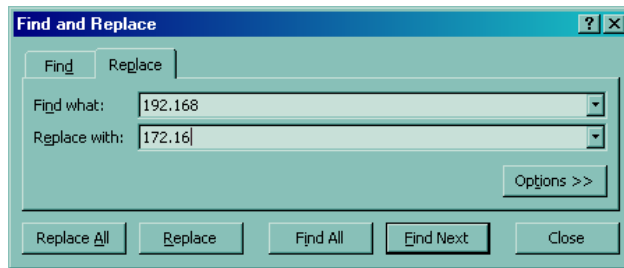 Find and Replace
Find Replace
Find what: 192.168
Replace with: 172.16
Options >>
Replace All Replace Find All Find Next Close